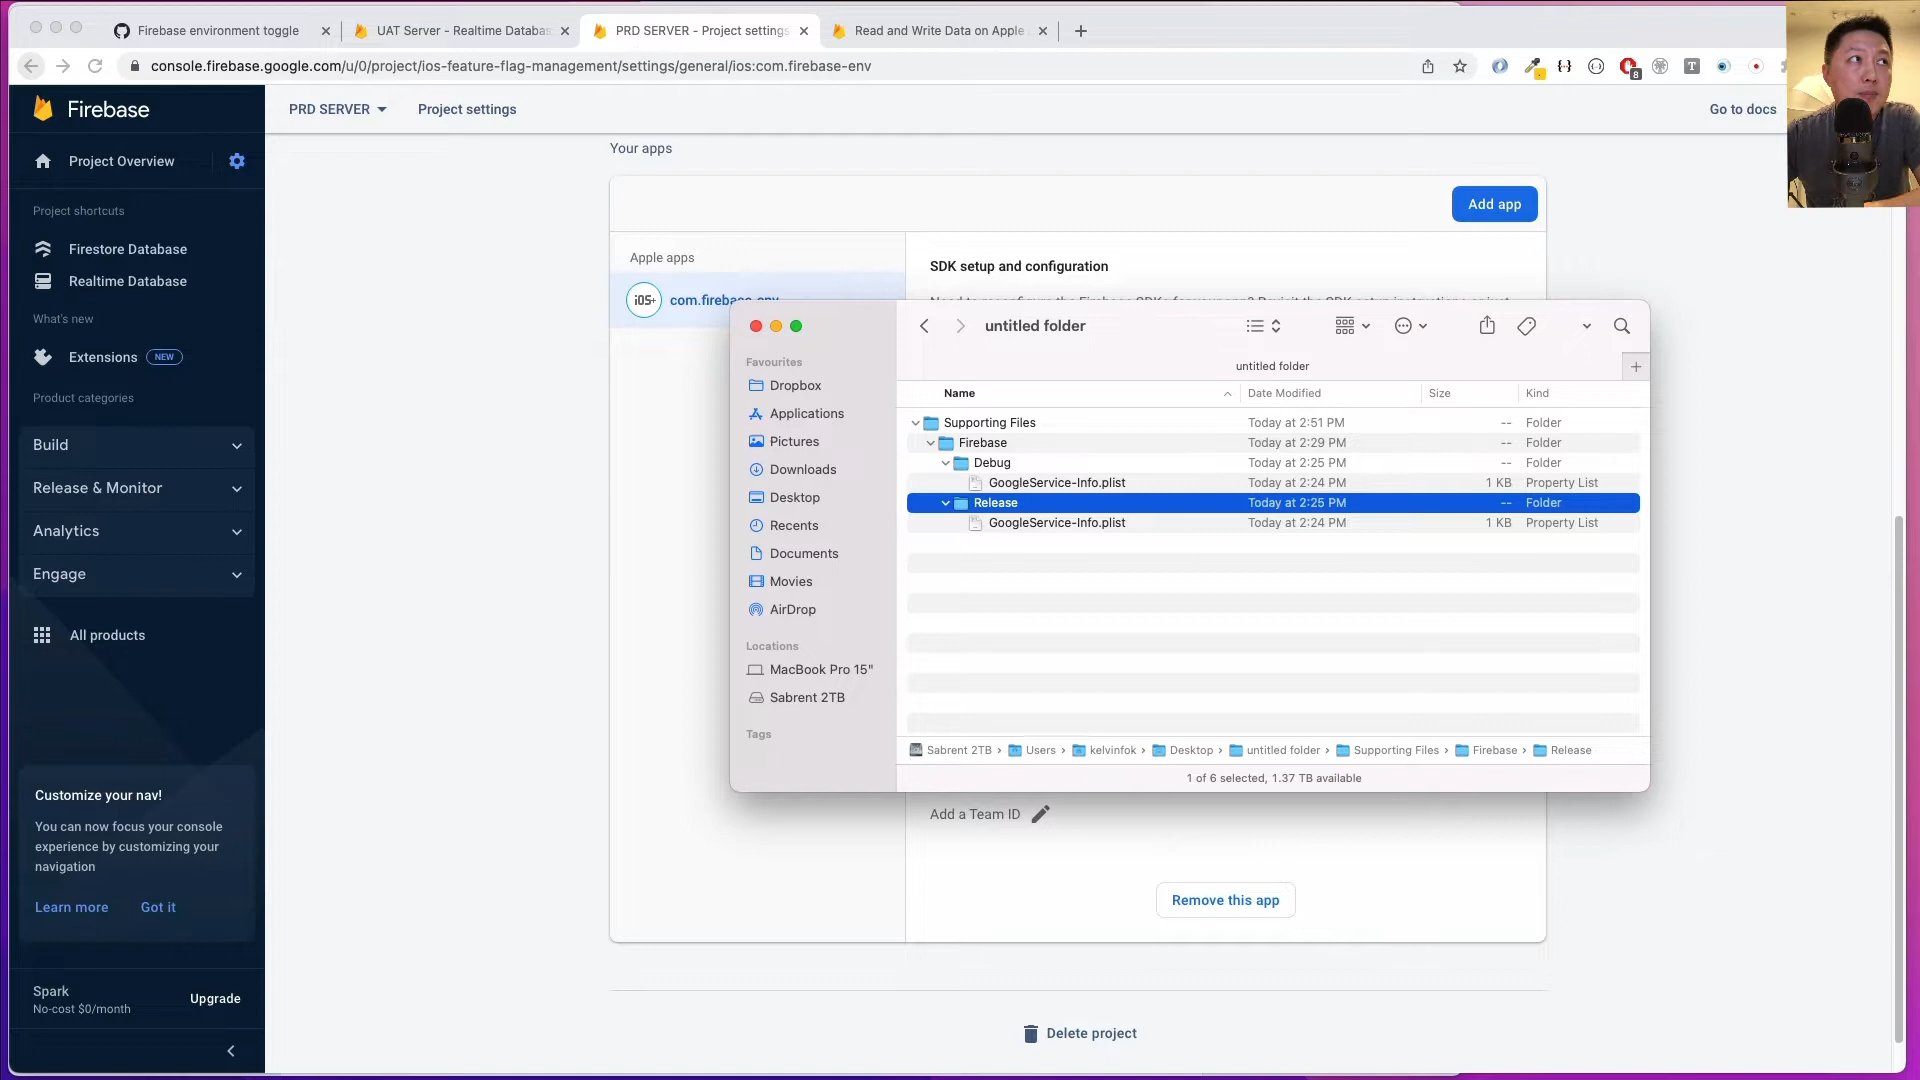 Firebase environment toggle
UAT Server - Realtime Databas
PRD SERVER - Project settings
Read and Write Data on Apple
console.firebase.google.com/u/0/project/ios-feature-flag-management/settings/general/ios:com.firebase-env
8
T
Firebase
PRD SERVER
Project settings
Go to docs
Project Overview
Project shortcuts
Firestore Database
Realtime Database
What's new
Extensions
NEW
Product categories
Build
Release & Monitor
Analytics
Engage
All products
Customize your nav!
You can now focus your console
experience by customizing your
navigation
Learn more
Got it
Spark
No-cost $0/month
Upgrade
Your apps
Add app
Apple apps
iOS+
com.firebase-env
SDK setup and configuration
untitled folder
untitled folder
Favourites
Dropbox
Applications
Pictures
Downloads
Desktop
Recents
Documents
Movies
AirDrop
Locations
MacBook Pro 15"
Sabrent 2TB
Tags
Name Date Modified Size Kind
Supporting Files Today at 2:51 PM -- Folder
Firebase Today at 2:29 PM -- Folder
Debug Today at 2:25 PM -- Folder
GoogleService-Info.plist Today at 2:24 PM 1 KB Property List
Release Today at 2:25 PM -- Folder
GoogleService-Info.plist Today at 2:24 PM 1 KB Property List
Sabrent 2TB › Users › kelvinfok › Desktop › untitled folder › Supporting Files › Firebase › Release
1 of 6 selected, 1.37 TB available
Add a Team ID
Remove this app
Delete project